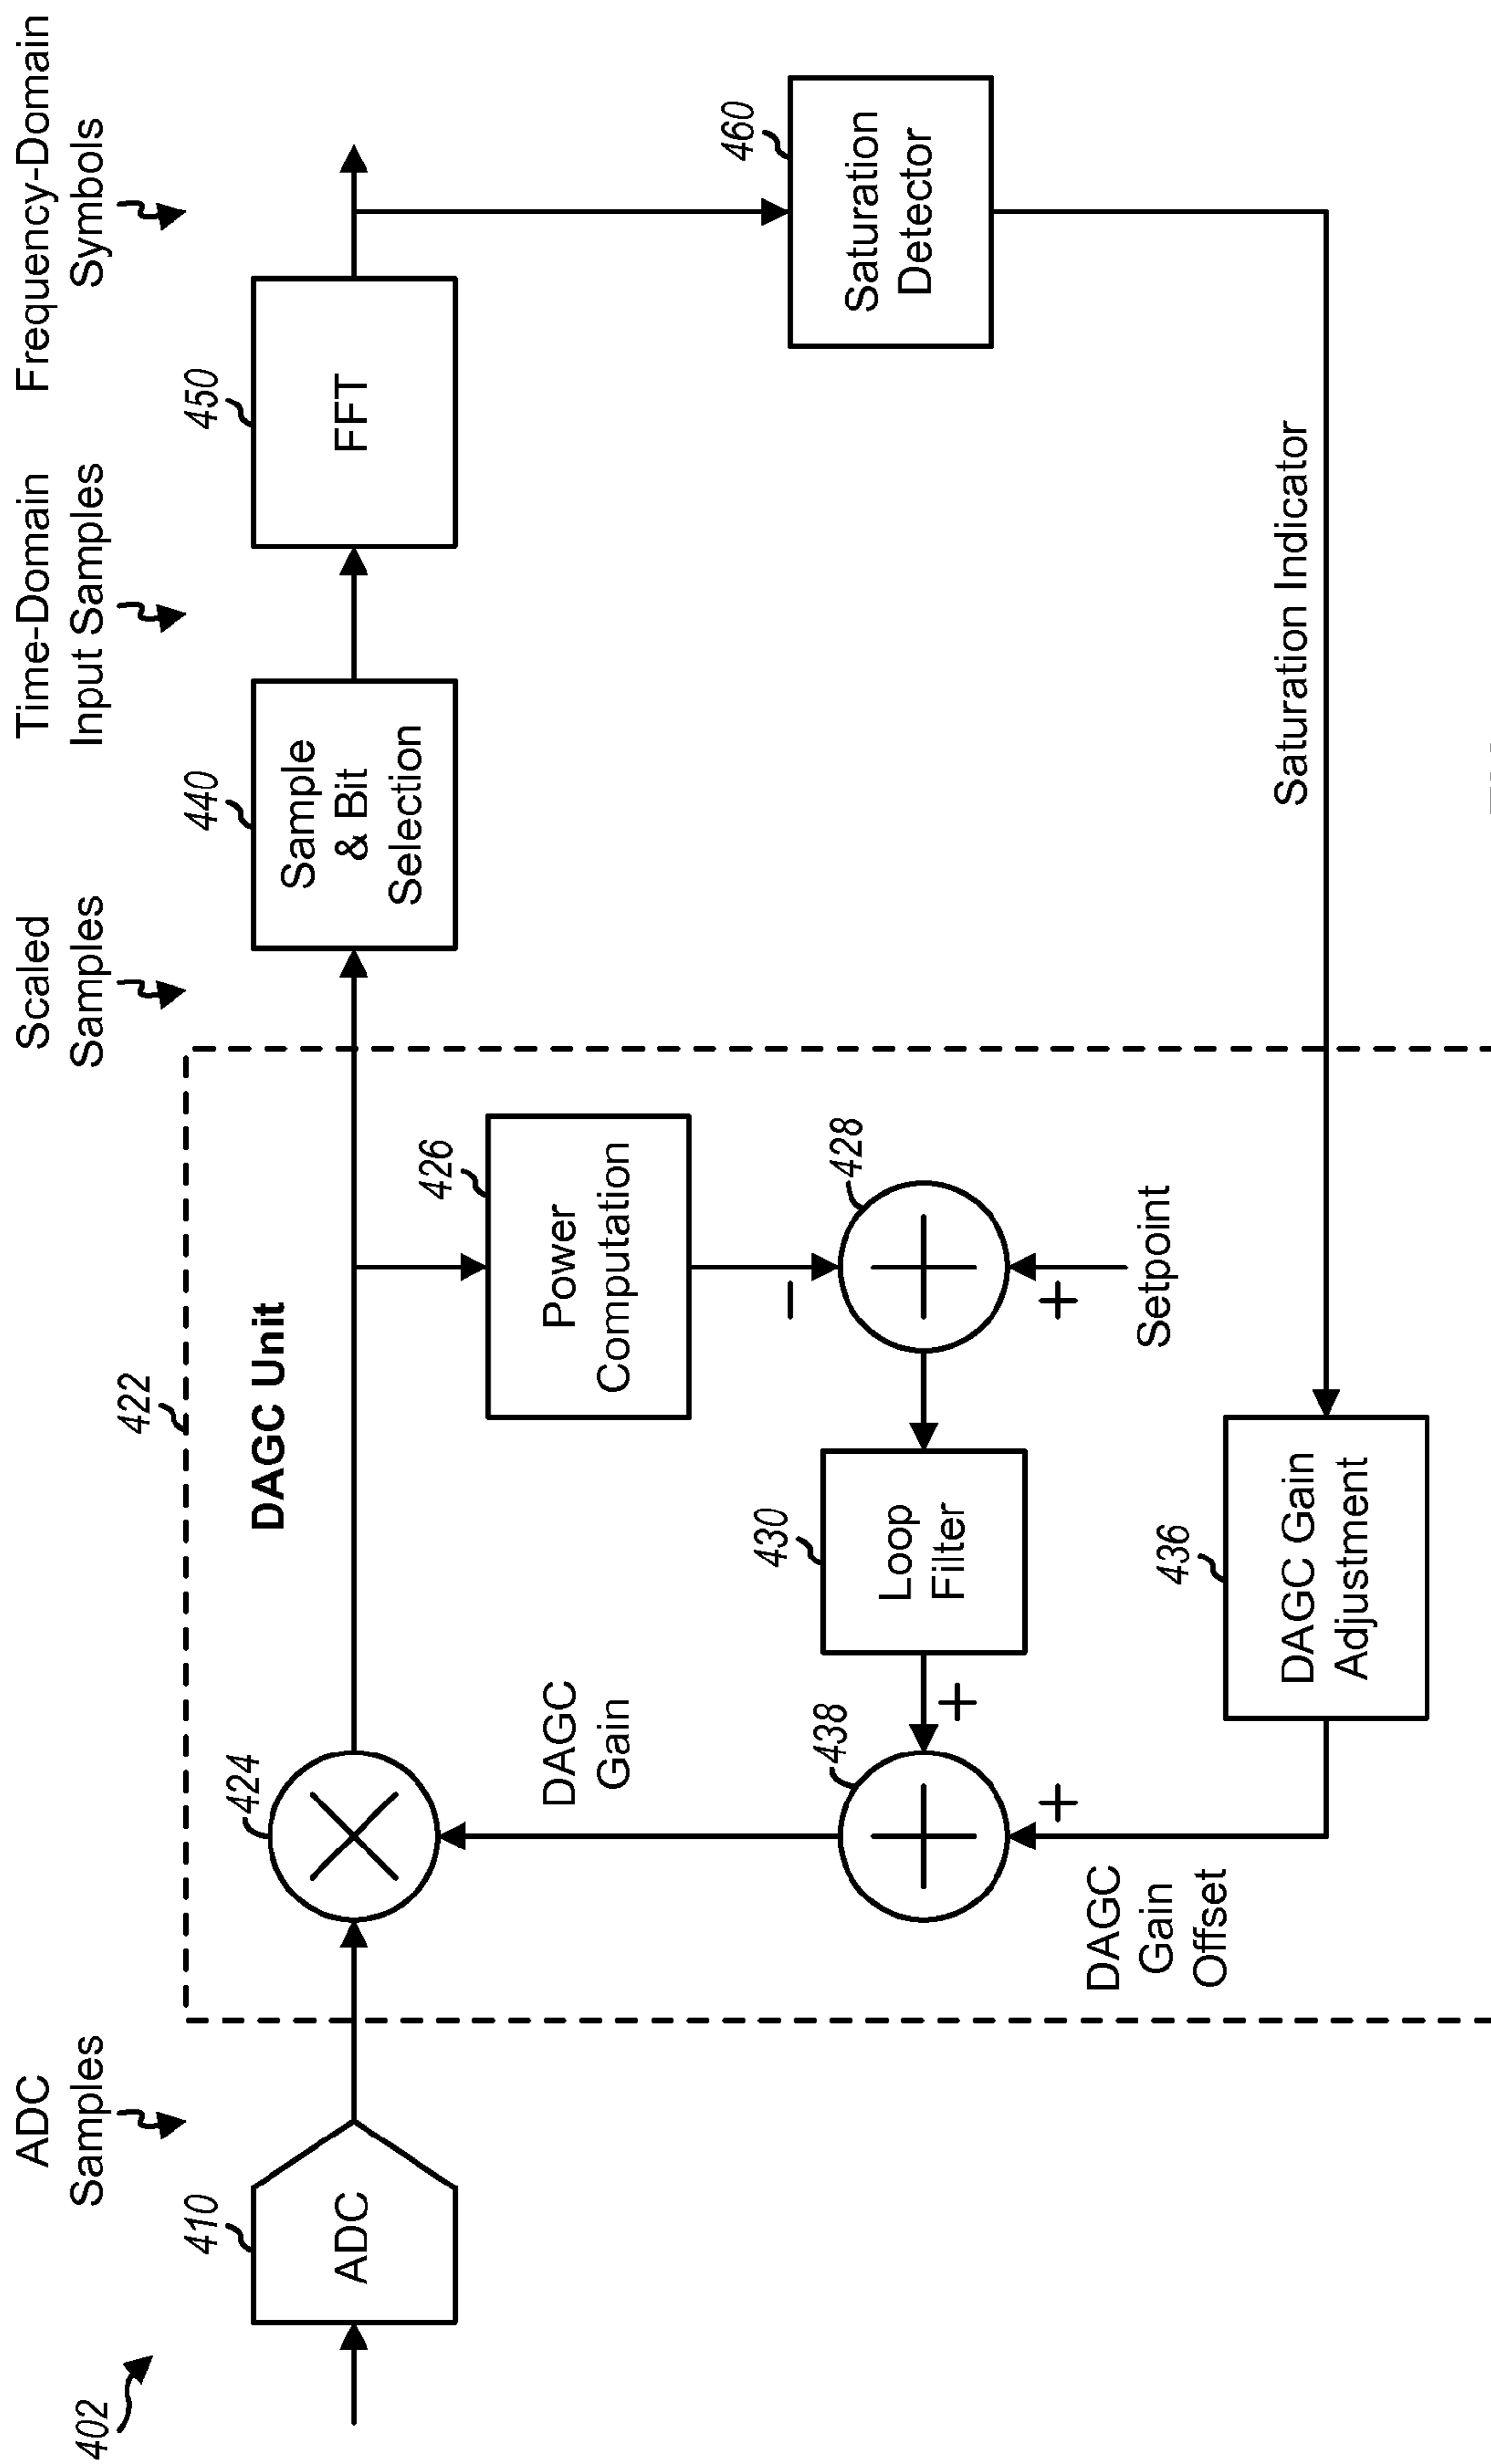 402
ADC
Samples
Scaled
Samples
Time-Domain
Input Samples
Frequency-Domain
Symbols
410
ADC
422
DAGC Unit
424
440
Sample
& Bit
Selection
450
FFT
426
Power
Computation
460
Saturation
Detector
DAGC
Gain
438
+
430
Loop
Filter
428
−
+
Setpoint
DAGC
Gain
Offset
+
436
DAGC Gain
Adjustment
Saturation Indicator